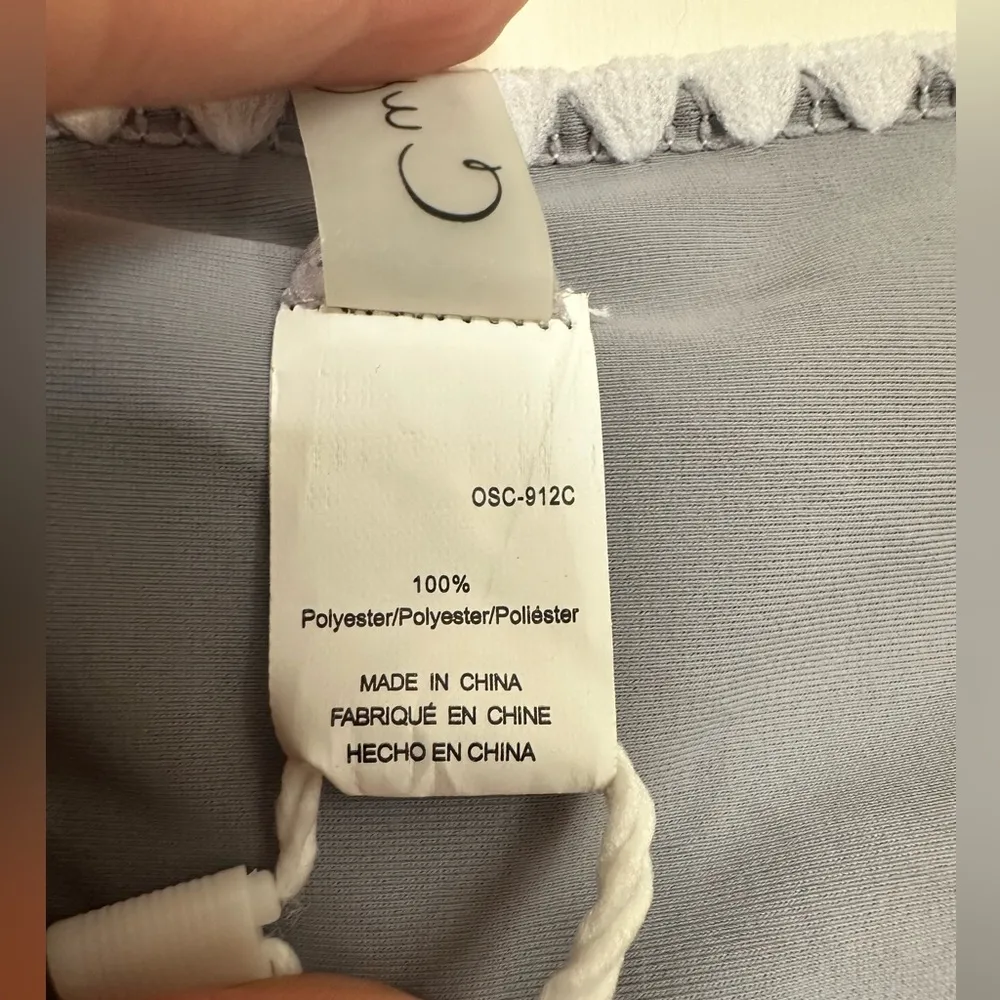 OSC-912C
100%
Polyester/Polyester/Poliéster
MADE IN CHINA
FABRIQUÉ EN CHINE
HECHO EN CHINA